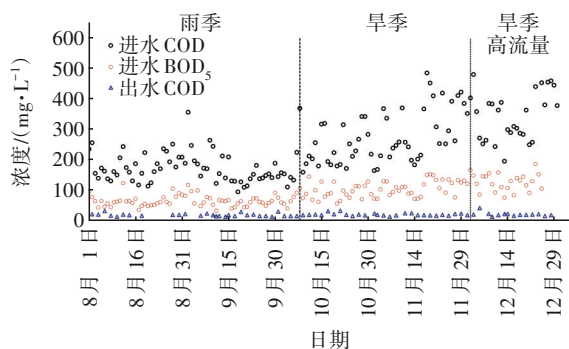 雨季 旱季 旱季
高流量
进水 COD
进水 BOD5
出水 COD
浓度/(mg·L−1)
600
500
400
300
200
100
0
8月 1日
8月 16日
8月 31日
9月 15日
9月 30日
10月 15日
10月 30日
11月 14日
11月 29日
12月 14日
12月 29日
日期